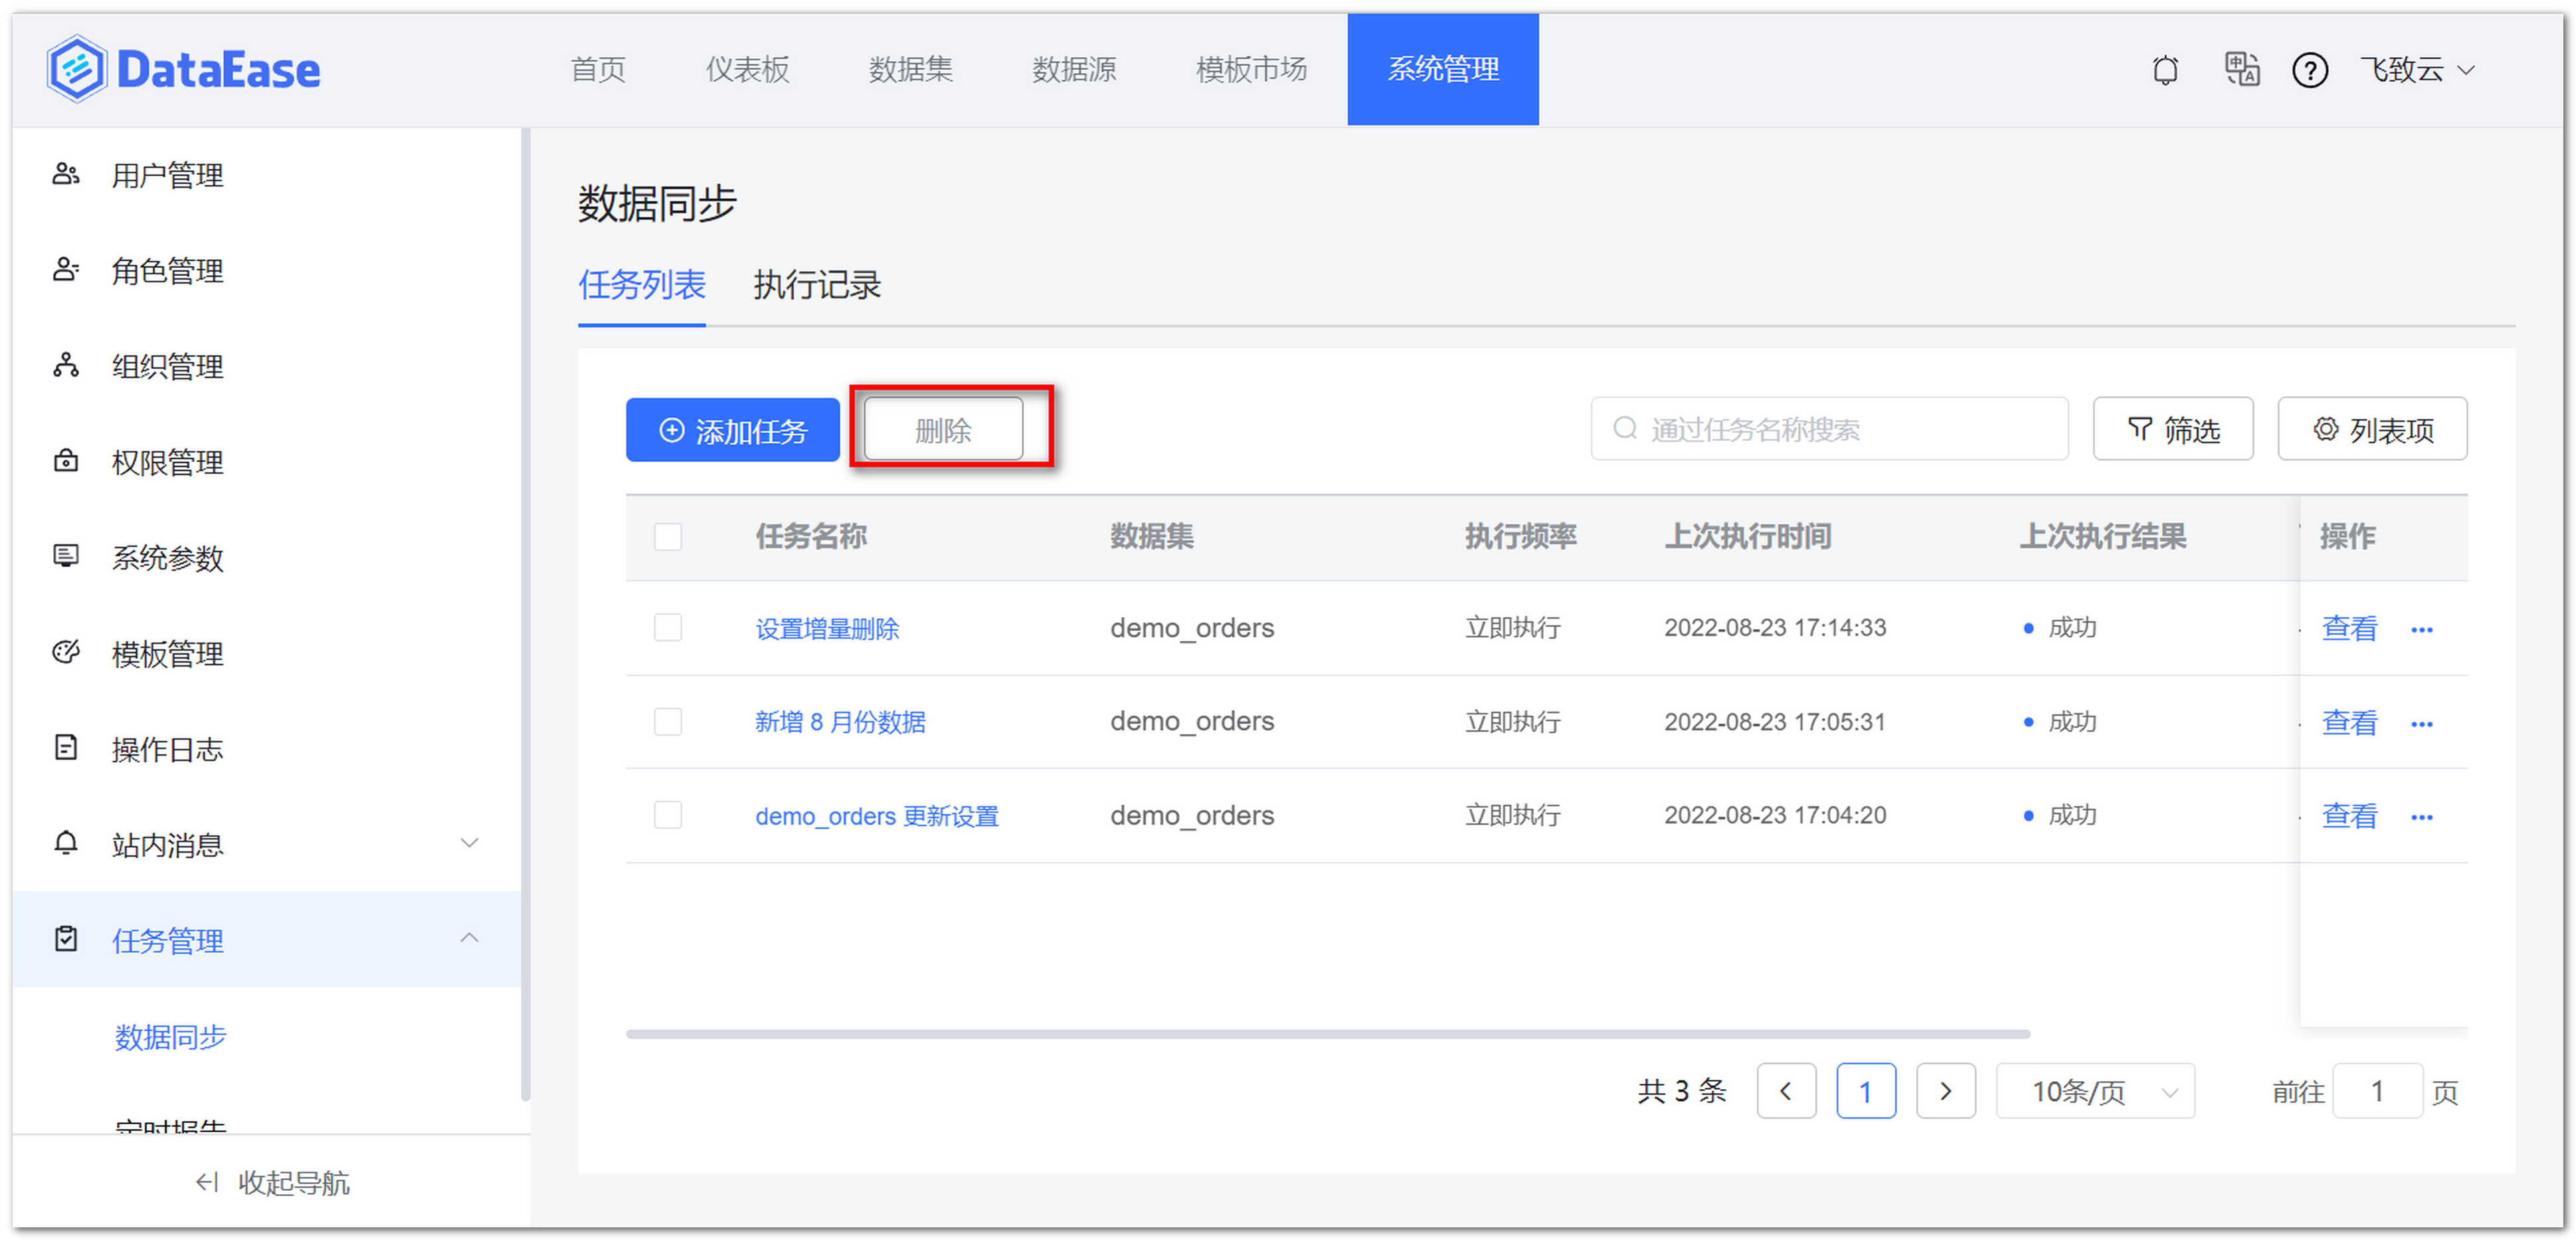 DataEase
首页 仪表板 数据集 数据源 模板市场 系统管理 飞致云
用户管理
角色管理
组织管理
权限管理
系统参数
模板管理
操作日志
站内消息
任务管理
数据同步
定时报告
收起导航
数据同步
任务列表 执行记录
添加任务 删除 通过任务名称搜索 筛选 列表项
任务名称 数据集 执行频率 上次执行时间 上次执行结果 操作
设置增量删除 demo_orders 立即执行 2022-08-23 17:14:33 成功 查看 ···
新增 8 月份数据 demo_orders 立即执行 2022-08-23 17:05:31 成功 查看 ···
demo_orders 更新设置 demo_orders 立即执行 2022-08-23 17:04:20 成功 查看 ···
共 3 条 1 10条/页 前往 1 页